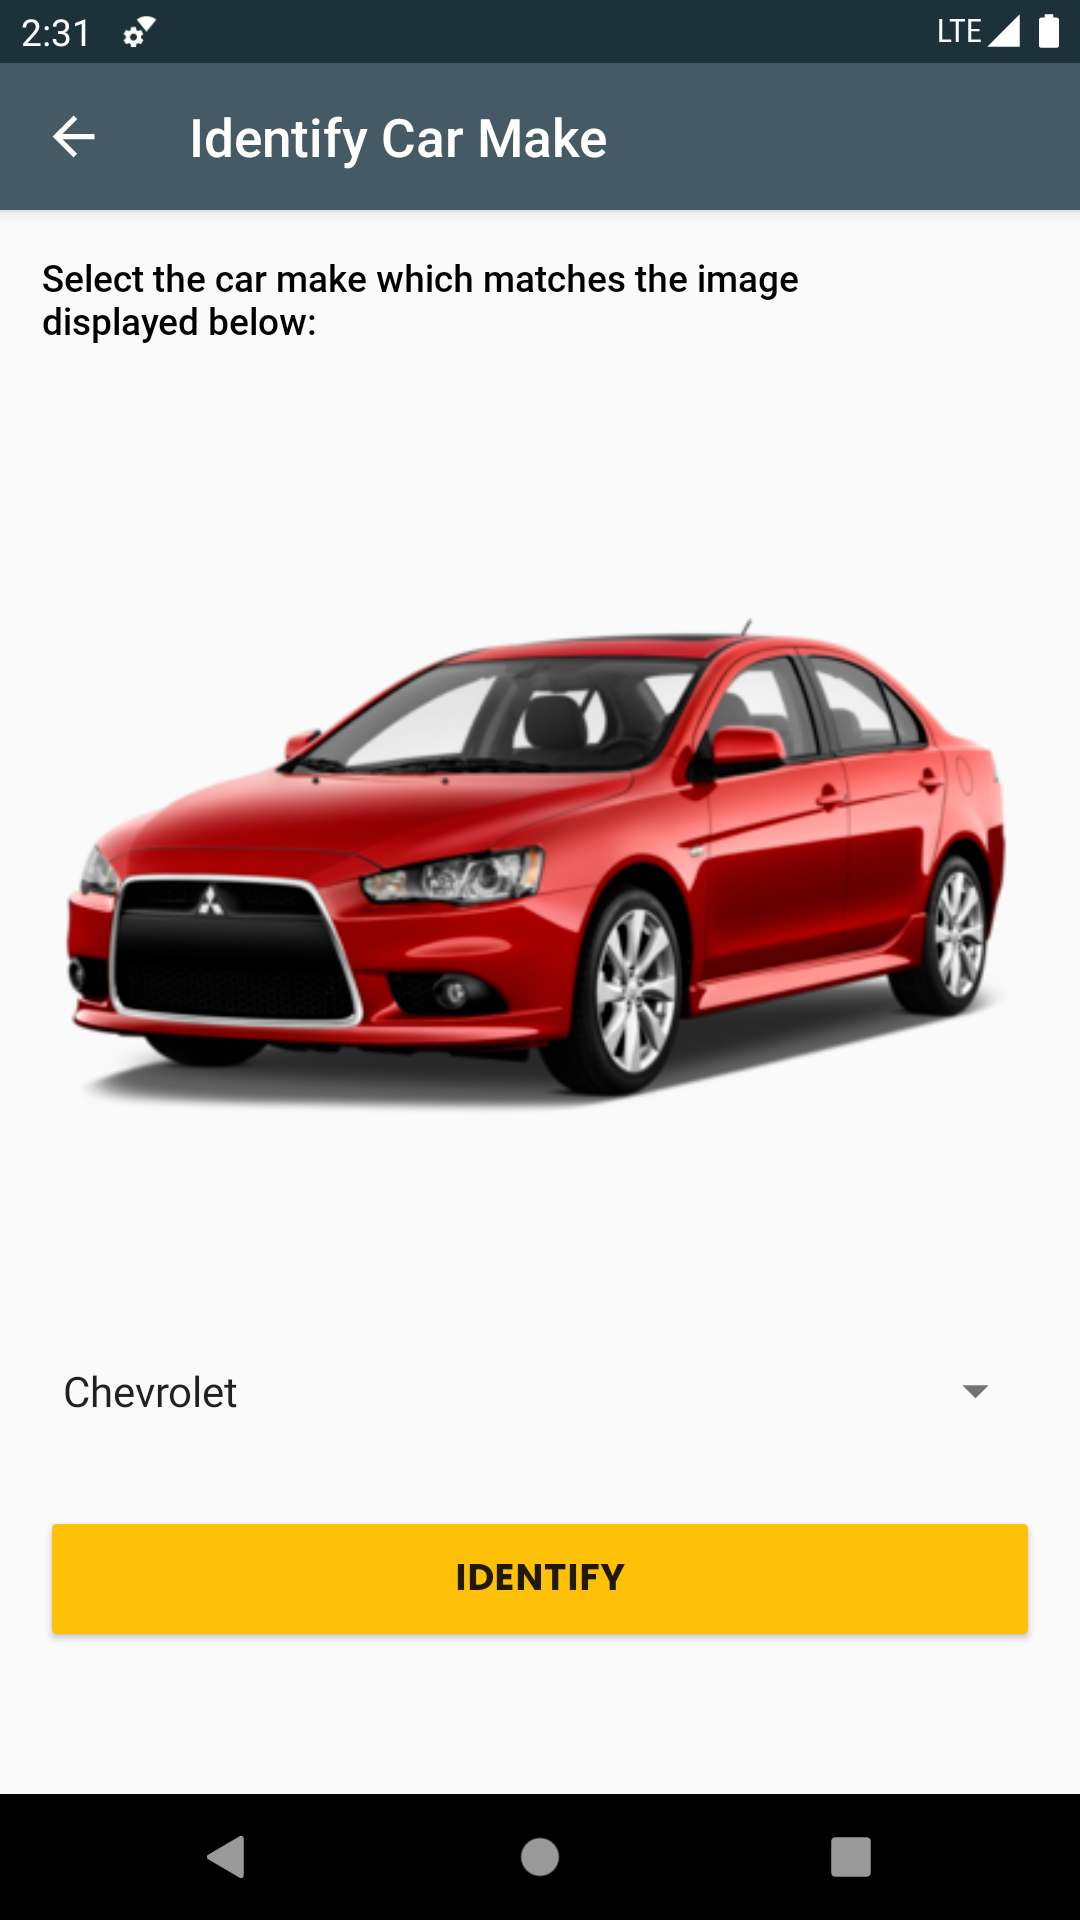 2:31
LTE
Identify Car Make
Select the car make which matches the image
displayed below:
Chevrolet
IDENTIFY